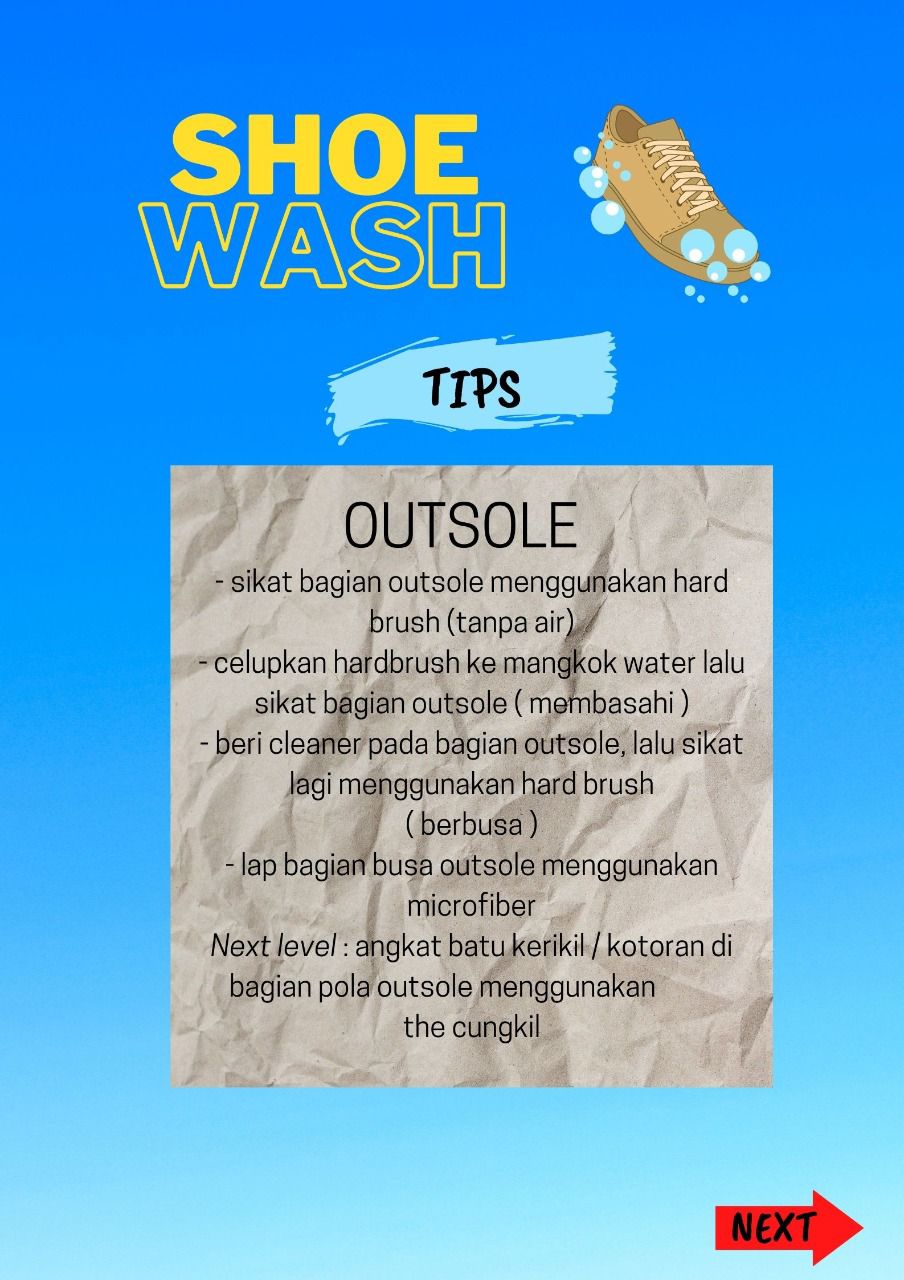 SHOE
WASH
TIPS
OUTSOLE
- sikat bagian outsole menggunakan hard
brush (tanpa air)
- celupkan hardbrush ke mangkok water lalu
sikat bagian outsole ( membasahi )
- beri cleaner pada bagian outsole, lalu sikat
lagi menggunakan hard brush
( berbusa )
- lap bagian busa outsole menggunakan
microfiber
Next level : angkat batu kerikil / kotoran di
bagian pola outsole menggunakan
the cungkil
NEXT